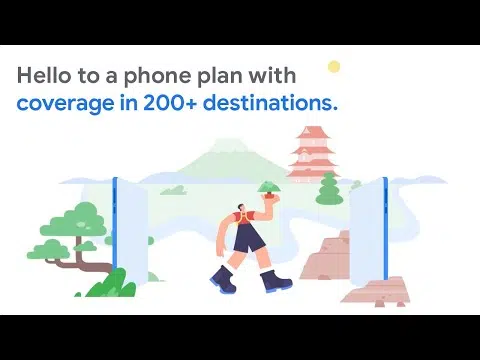 Hello to a phone plan with
coverage in 200+ destinations.